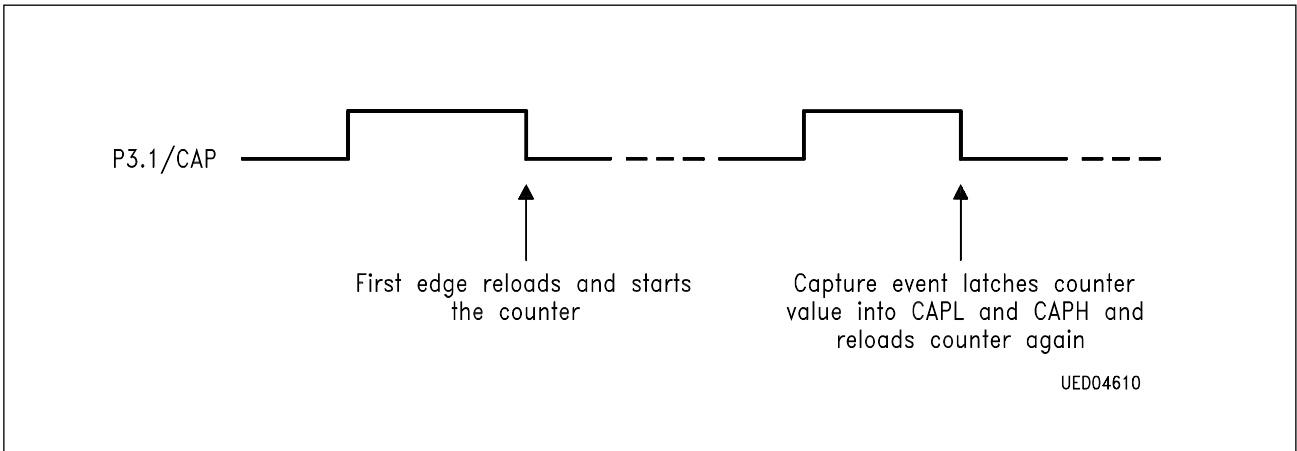 P3.1/CAP
First edge reloads and starts
the counter
Capture event latches counter
value into CAPL and CAPH and
reloads counter again
UED04610